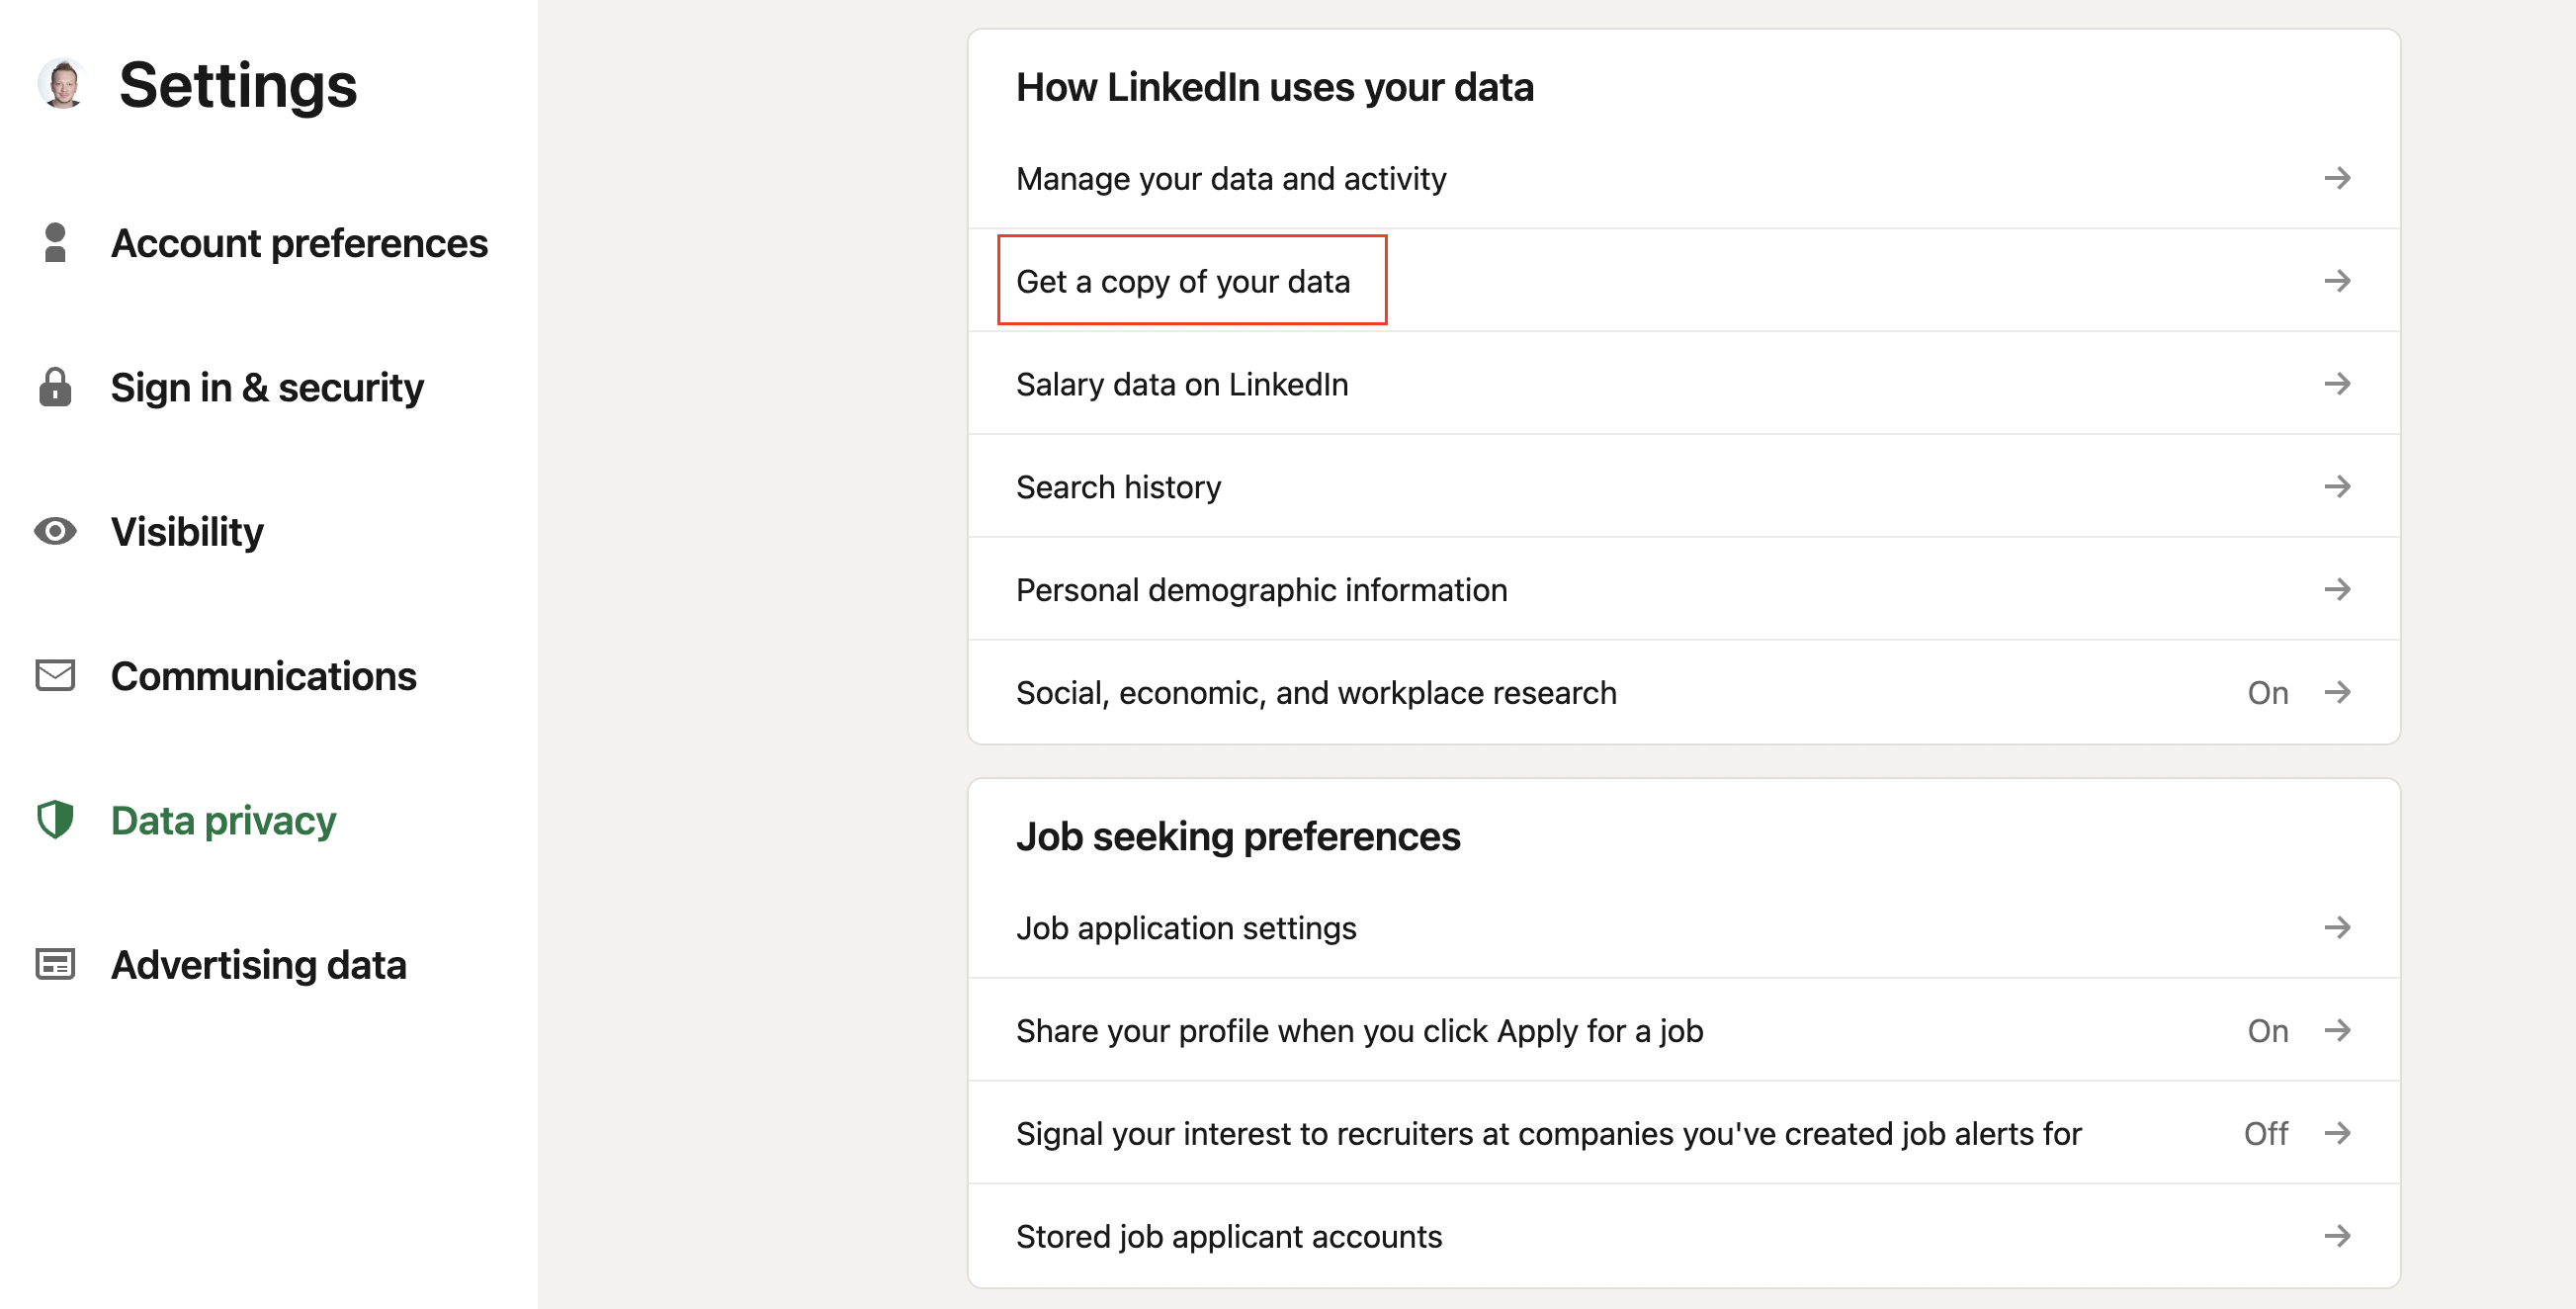 Settings
Account preferences
Sign in & security
Visibility
Communications
Data privacy
Advertising data
How LinkedIn uses your data
Manage your data and activity
Get a copy of your data
Salary data on LinkedIn
Search history
Personal demographic information
Social, economic, and workplace research On
Job seeking preferences
Job application settings
Share your profile when you click Apply for a job On
Signal your interest to recruiters at companies you've created job alerts for Off
Stored job applicant accounts